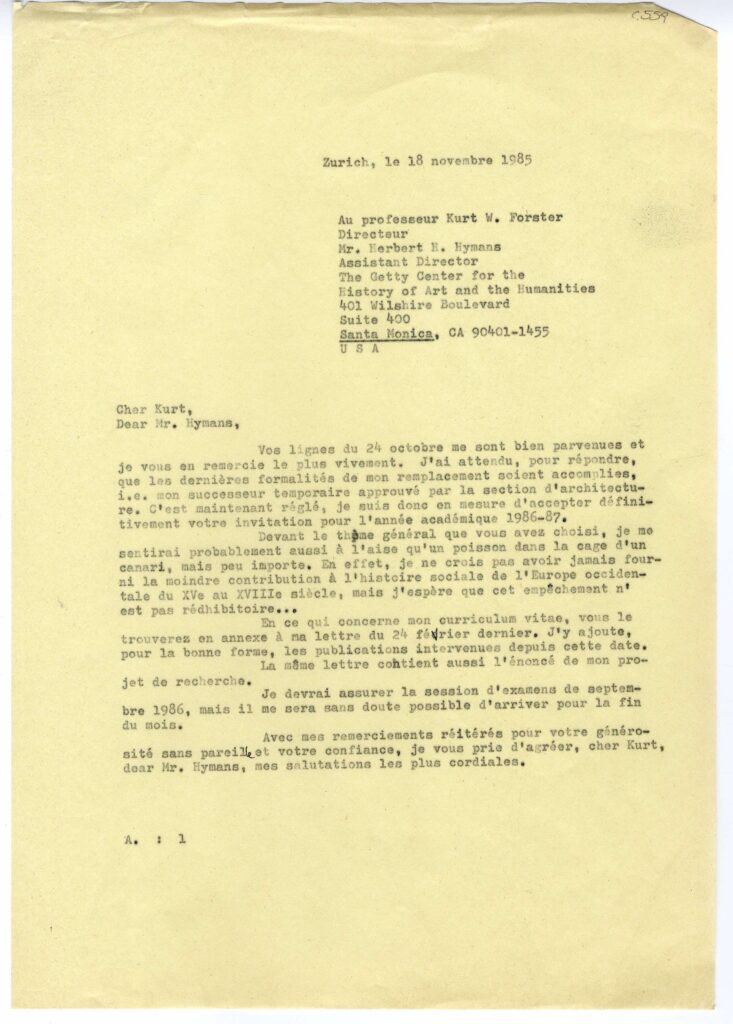 C.559
Zurich, le 18 novembre 1985
Au professeur Kurt W. Forster
Directeur
Mr. Herbert H. Hymans
Assistant Director
The Getty Center for the
History of Art and the Humanities
401 Wilshire Boulevard
Suite 400
Santa Monica, CA 90401-1455
U S A
Cher Kurt,
Dear Mr. Hymans,
Vos lignes du 24 octobre me sont bien parvenues et
je vous en remercie le plus vivement. J'ai attendu, pour répondre,
que les dernières formalités de mon remplacement soient accomplies,
i.e. mon successeur temporaire approuvé par la section d'architectu-
re. C'est maintenant réglé, je suis donc en mesure d'accepter défini-
tivement votre invitation pour l'année académique 1986-87.
Devant le thème général que vous avez choisi, je me
sentirai probablement aussi à l'aise qu'un poisson dans la cage d'un
canari, mais peu importe. En effet, je ne crois pas avoir jamais four-
ni la moindre contribution à l'histoire sociale de l'Europe occiden-
tale du XVe au XVIIIe siècle, mais j'espère que cet empêchement n'
est pas rédhibitoire...
En ce qui concerne mon curriculum vitae, vous le
trouverez en annexe à ma lettre du 24 février dernier. J'y ajoute,
pour la bonne forme, les publications intervenues depuis cette date.
La même lettre contient aussi l'énoncé de mon pro-
jet de recherche.
Je devrai assurer la session d'examens de septem-
bre 1986, mais il me sera sans doute possible d'arriver pour la fin
du mois.
Avec mes remerciements réitérés pour votre généro-
sité sans pareille et votre confiance, je vous prie d'agréer, cher Kurt,
dear Mr. Hymans, mes salutations les plus cordiales.
A. : 1